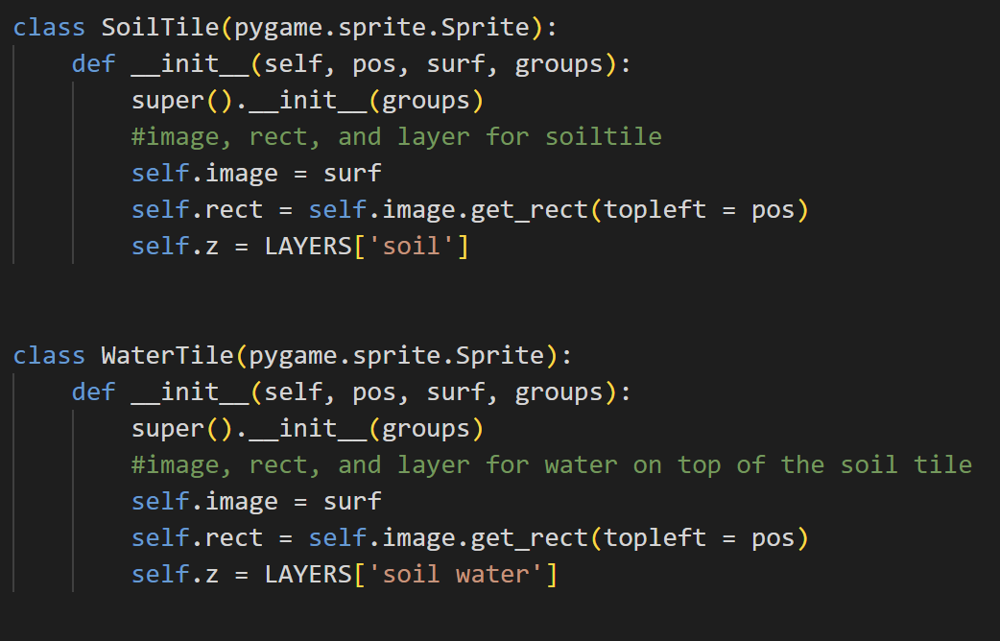 class SoilTile(pygame.sprite.Sprite):
    def __init__(self, pos, surf, groups):
        super().__init__(groups)
        #image, rect, and layer for soiltile
        self.image = surf
        self.rect = self.image.get_rect(topleft = pos)
        self.z = LAYERS['soil']
class WaterTile(pygame.sprite.Sprite):
    def __init__(self, pos, surf, groups):
        super().__init__(groups)
        #image, rect, and layer for water on top of the soil tile
        self.image = surf
        self.rect = self.image.get_rect(topleft = pos)
        self.z = LAYERS['soil water']